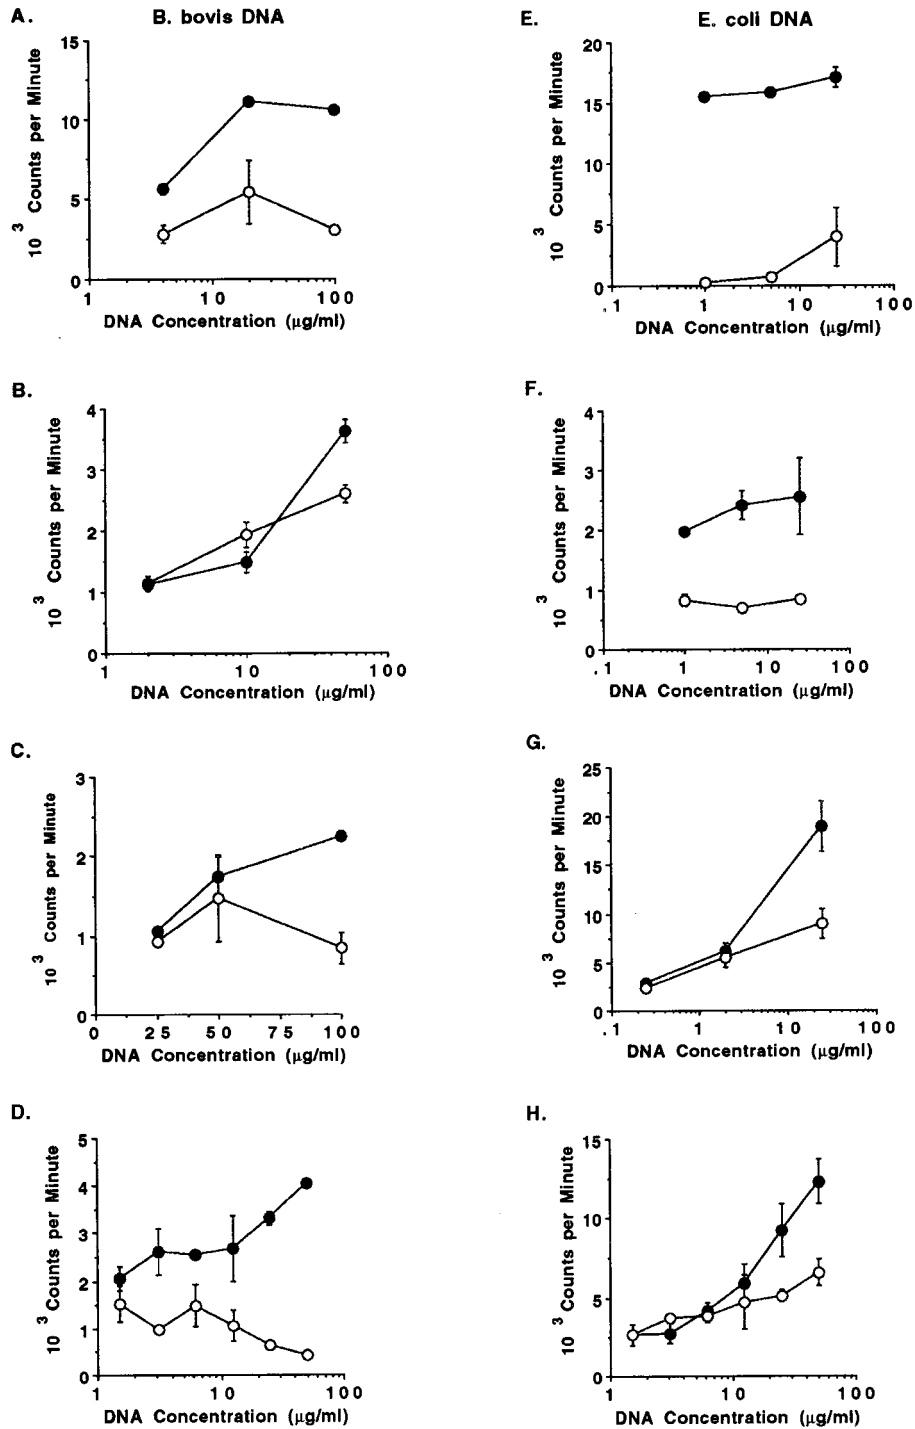 A.
B. bovis DNA
15
10
5
0
10 3 Counts per Minute
1
10
100
DNA Concentration (μg/ml)
E.
E. coli DNA
20
15
10
5
0
10 3 Counts per Minute
.1
1
10
100
DNA Concentration (μg/ml)
B.
4
3
2
1
0
10 3 Counts per Minute
1
10
100
DNA Concentration (μg/ml)
F.
4
3
2
1
0
10 3 Counts per Minute
.1
1
10
100
DNA Concentration (μg/ml)
C.
3
2
1
0
10 3 Counts per Minute
0
25
50
75
100
DNA Concentration (μg/ml)
G.
25
20
15
10
5
0
10 3 Counts per Minute
.1
1
10
100
DNA Concentration (μg/ml)
D.
5
4
3
2
1
0
10 3 Counts per Minute
1
10
100
DNA Concentration (μg/ml)
H.
15
10
5
0
10 3 Counts per Minute
1
10
100
DNA Concentration (μg/ml)